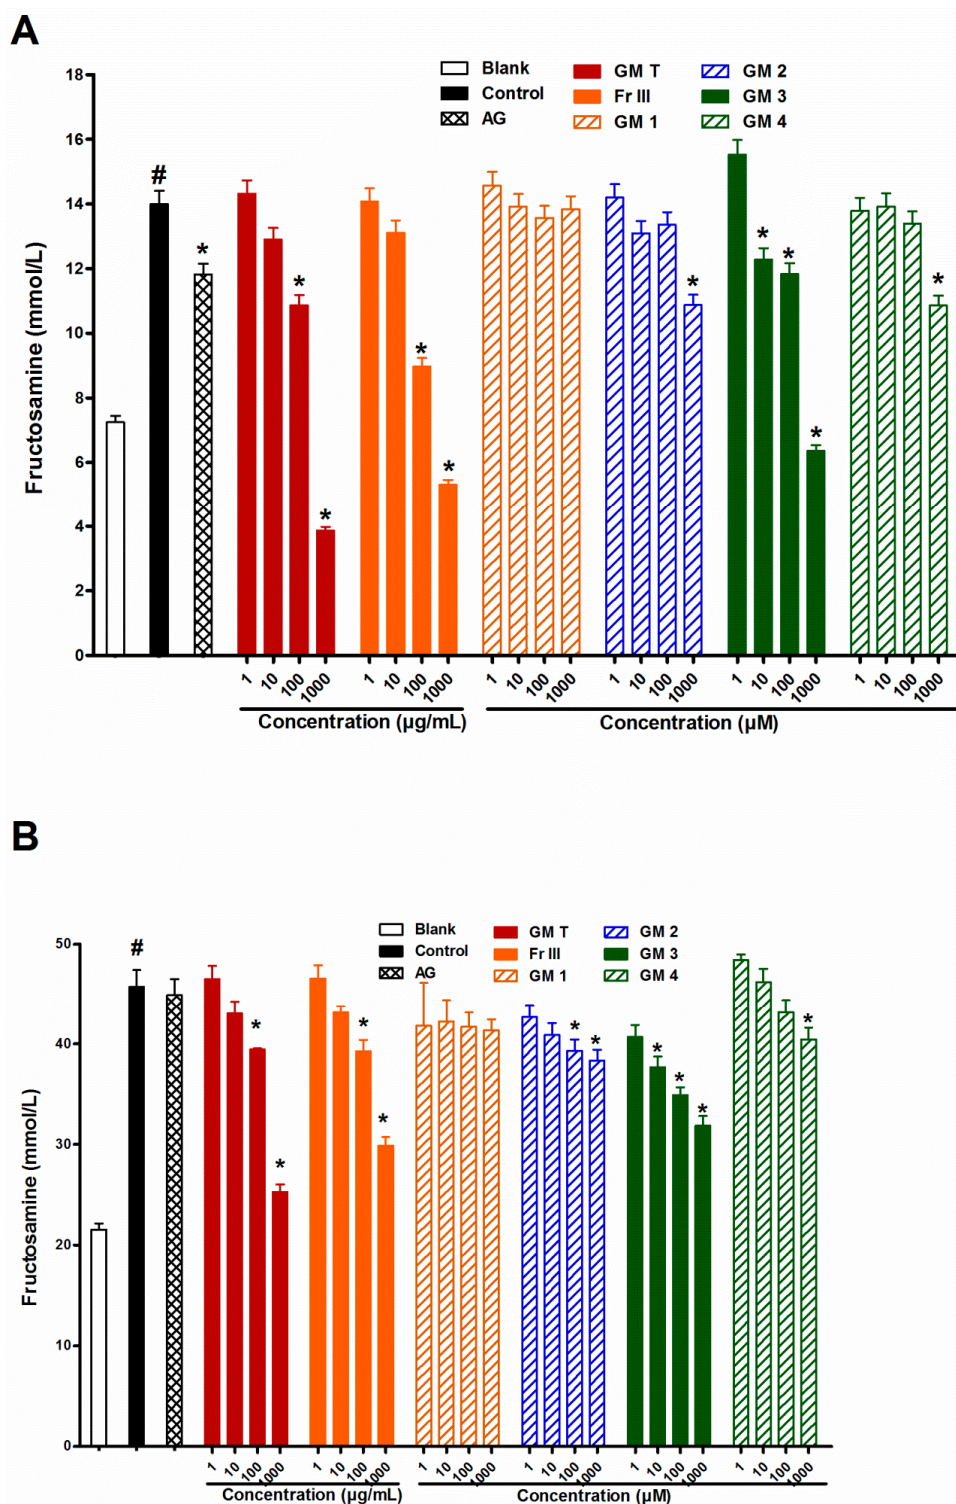 A
18
16
14
12
10
8
6
4
2
0
Fructosamine (mmol/L)
Blank
Control
AG
GM T
Fr III
GM 1
GM 2
GM 3
GM 4
#
*
*
*
*
*
*
*
*
*
*
1 10 100 1000 1 10 100 1000 1 10 100 1000 1 10 100 1000 1 10 100 1000 1 10 100 1000
Concentration (µg/mL) Concentration (µM)
B
50
40
30
20
10
0
Fructosamine (mmol/L)
Blank
Control
AG
GM T
Fr III
GM 1
GM 2
GM 3
GM 4
#
*
*
*
*
*
*
*
*
*
*
1 10 100 1000 1 10 100 1000 1 10 100 1000 1 10 100 1000 1 10 100 1000 1 10 100 1000
Concentration (µg/mL) Concentration (µM)